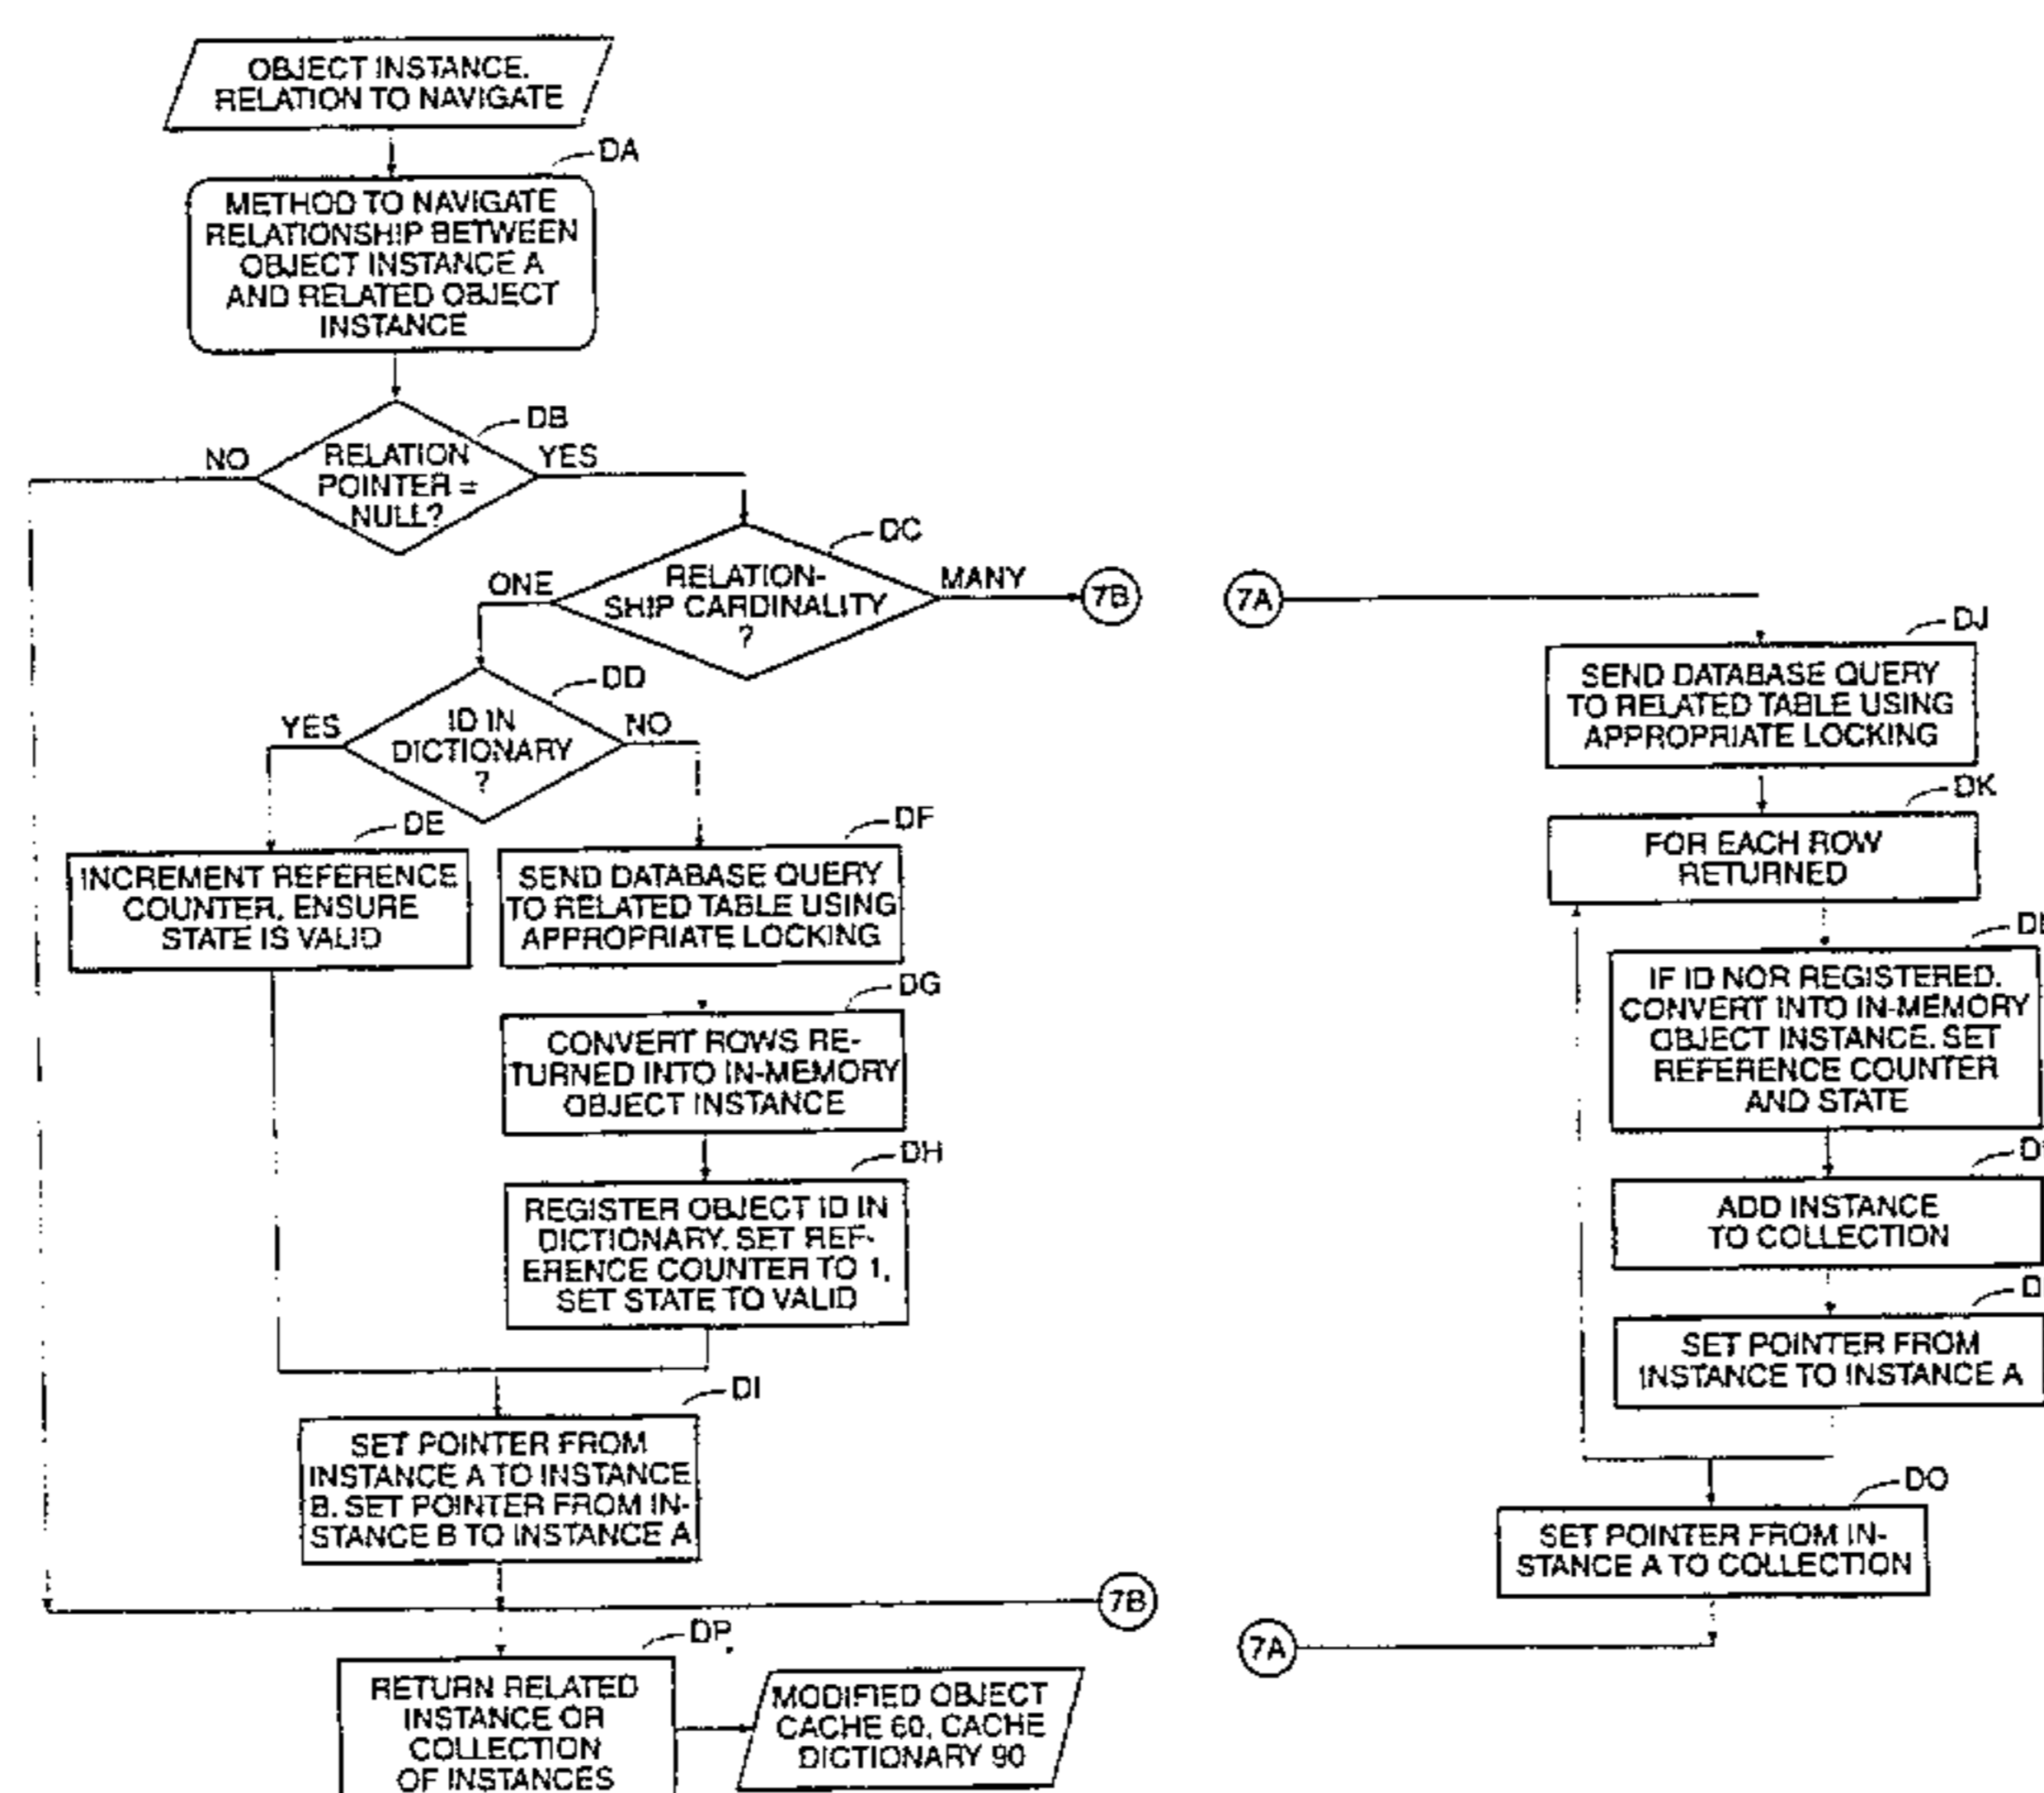 OBJECT INSTANCE,
RELATION TO NAVIGATE
DA
METHOD TO NAVIGATE
RELATIONSHIP BETWEEN
OBJECT INSTANCE A
AND RELATED OBJECT
INSTANCE
DB
NO
RELATION
POINTER =
NULL?
YES
DC
ONE
RELATION-
SHIP CARDINALITY
?
MANY
7B
DD
YES
ID IN
DICTIONARY
?
NO
DE
INCREMENT REFERENCE
COUNTER, ENSURE
STATE IS VALID
DF
SEND DATABASE QUERY
TO RELATED TABLE USING
APPROPRIATE LOCKING
DG
CONVERT ROWS RE-
TURNED INTO IN-MEMORY
OBJECT INSTANCE
DH
REGISTER OBJECT ID IN
DICTIONARY, SET REF-
ERENCE COUNTER TO 1,
SET STATE TO VALID
DI
SET POINTER FROM
INSTANCE A TO INSTANCE
B. SET POINTER FROM IN-
STANCE B TO INSTANCE A
7B
DP
RETURN RELATED
INSTANCE OR
COLLECTION
OF INSTANCES
MODIFIED OBJECT
CACHE 60, CACHE
DICTIONARY 90
7A
DJ
SEND DATABASE QUERY
TO RELATED TABLE USING
APPROPRIATE LOCKING
DK
FOR EACH ROW
RETURNED
IF ID NOR REGISTERED,
CONVERT INTO IN-MEMORY
OBJECT INSTANCE. SET
REFERENCE COUNTER
AND STATE
ADD INSTANCE
TO COLLECTION
SET POINTER FROM
INSTANCE TO INSTANCE A
DO
SET POINTER FROM IN-
STANCE A TO COLLECTION
7A